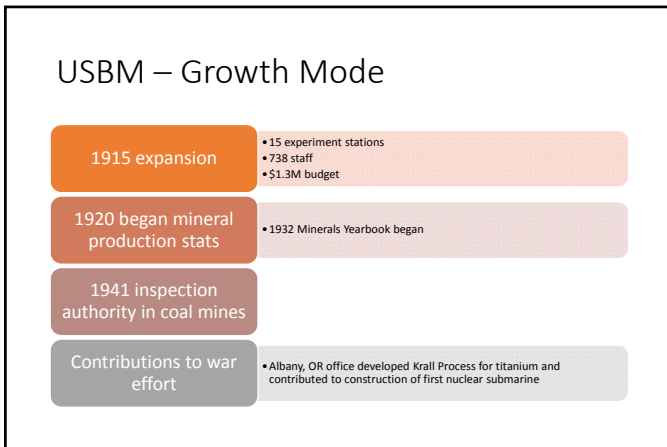 USBM – Growth Mode
1915 expansion
• 15 experiment stations
• 738 staff
• $1.3M budget
1920 began mineral
production stats
• 1932 Minerals Yearbook began
1941 inspection
authority in coal mines
Contributions to war
effort
• Albany, OR office developed Krall Process for titanium and
contributed to construction of first nuclear submarine